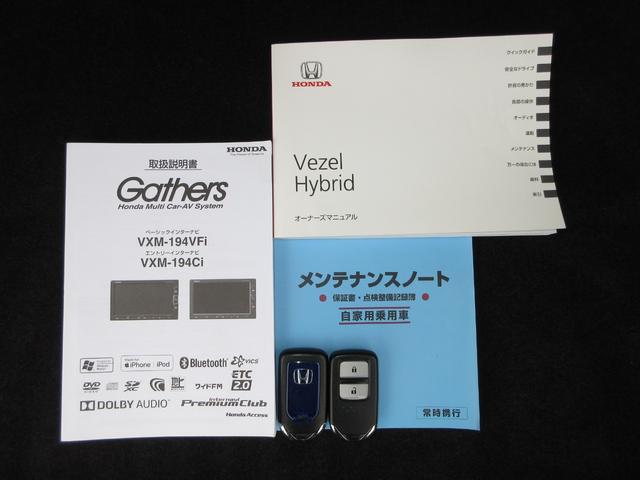 HONDA
取扱説明書
Gathers
Honda Multi Car-AV System
ベーシックインターナビ
VXM-194VFi
エントリーインターナビ
VXM-194Ci
iPhone iPod
Bluetooth
VICS
DVD
SD XC
ワイドFM
ETC 2.0
DOLBY AUDIO
internavi Premium Club
Honda Access
HONDA
Vezel
Hybrid
オーナーズマニュアル
クイックガイド
安全なドライブ
計器の見かた
各部の操作
オーディオ
運転
メンテナンス
万一の場合には
資料
索引
メンテナンスノート
保証書・点検整備記録簿
自家用乗用車
常時携行